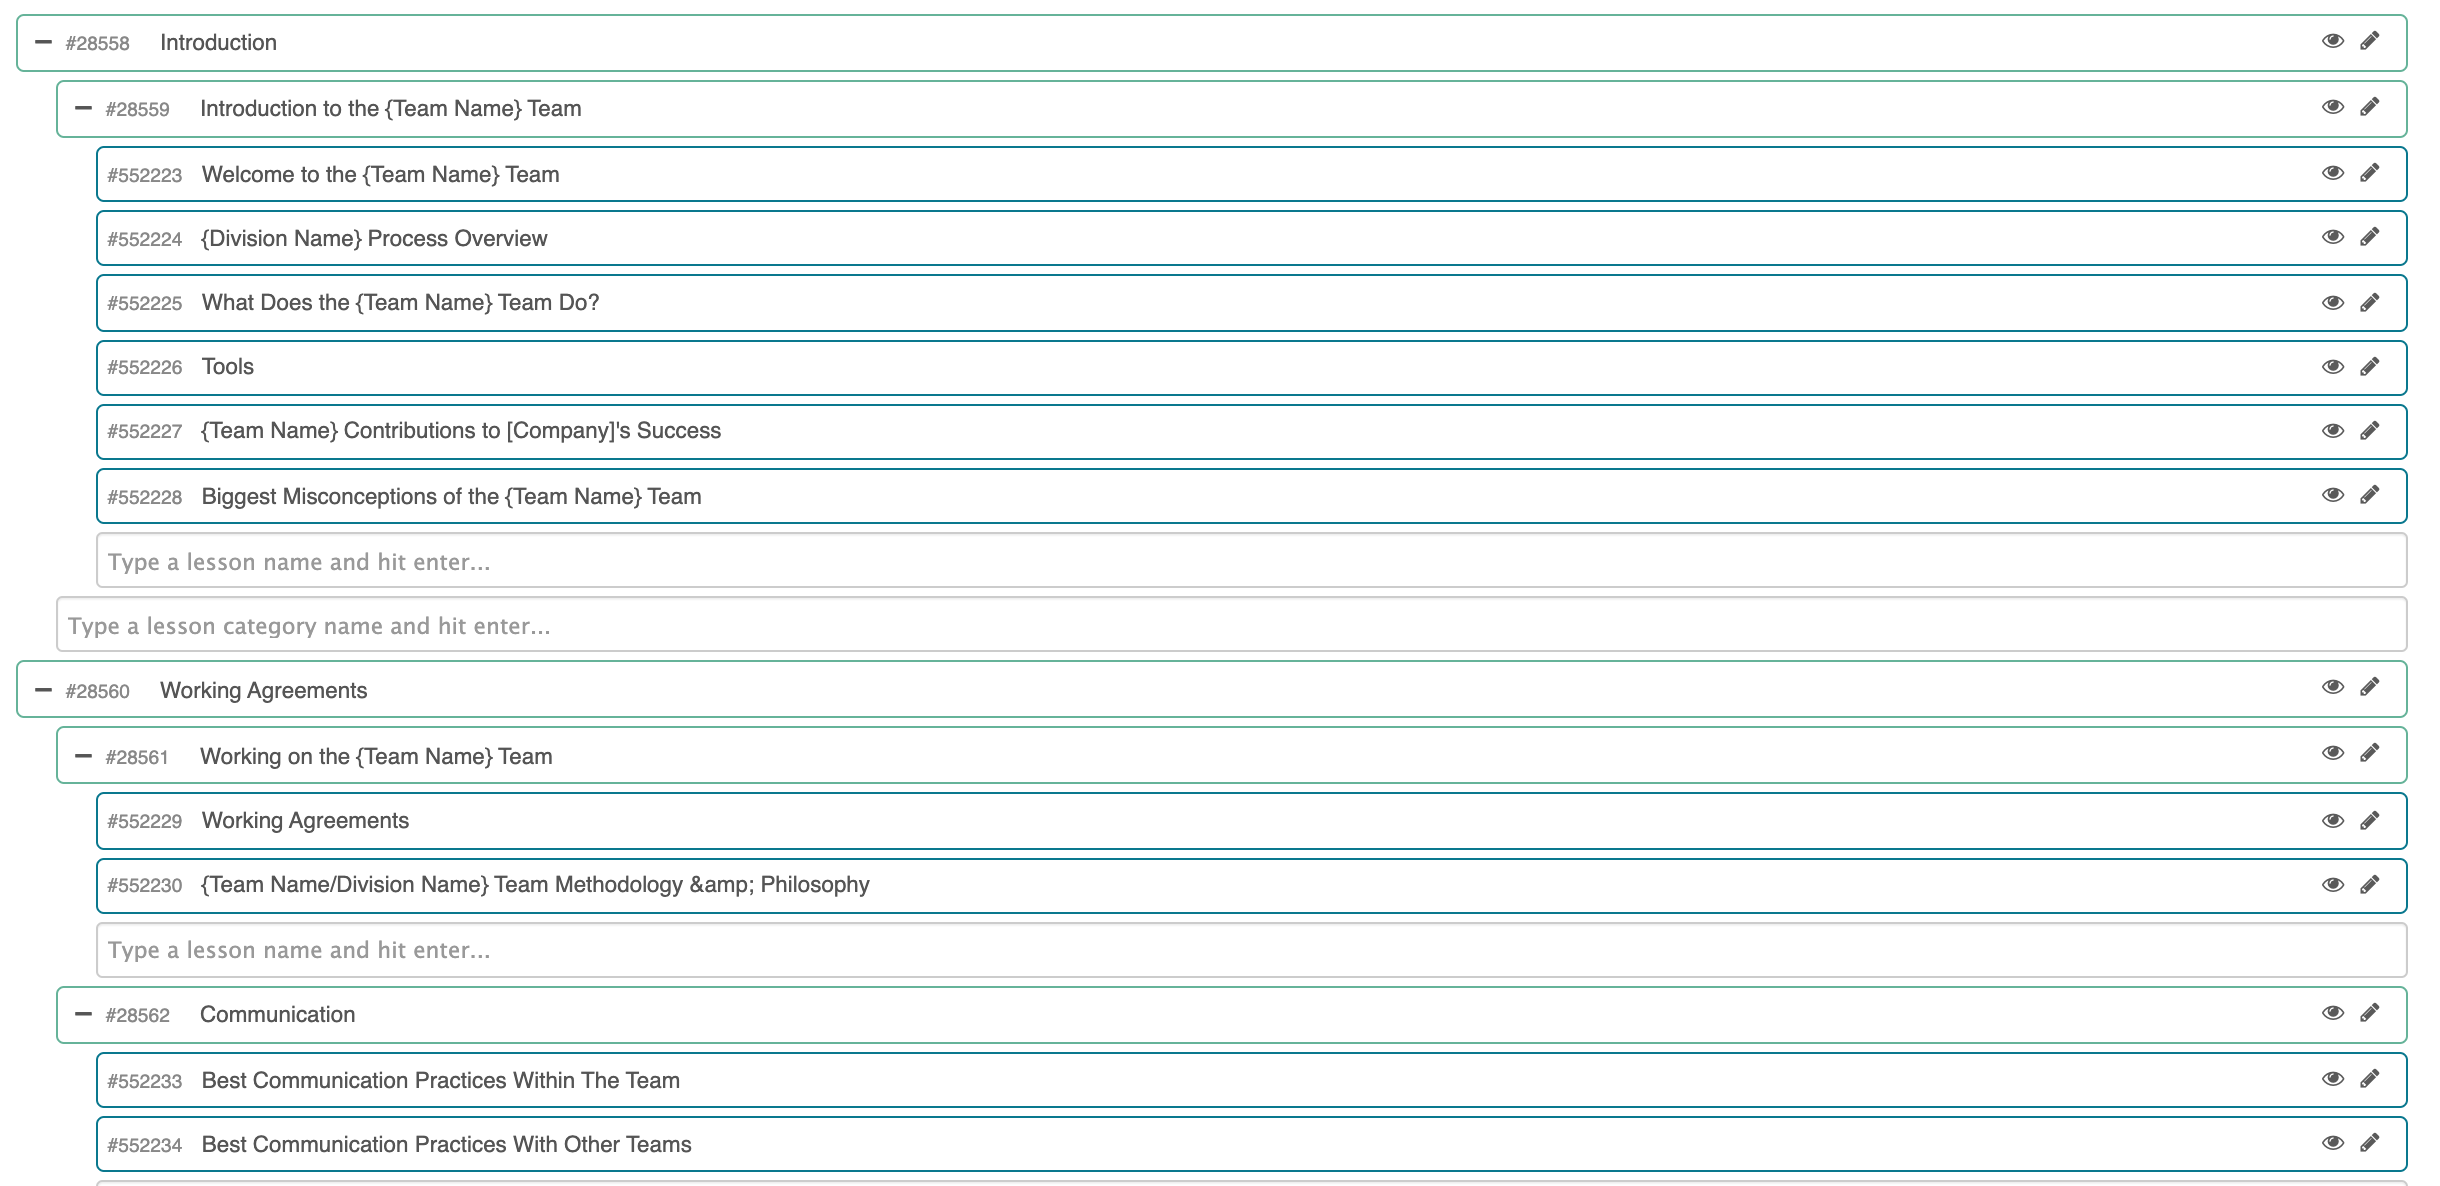 #28558 Introduction
#28559 Introduction to the {Team Name} Team
#552223 Welcome to the {Team Name} Team
#552224 {Division Name} Process Overview
#552225 What Does the {Team Name} Team Do?
#552226 Tools
#552227 {Team Name} Contributions to [Company]'s Success
#552228 Biggest Misconceptions of the {Team Name} Team
Type a lesson name and hit enter...
Type a lesson category name and hit enter...
#28560 Working Agreements
#28561 Working on the {Team Name} Team
#552229 Working Agreements
#552230 {Team Name/Division Name} Team Methodology &amp; Philosophy
Type a lesson name and hit enter...
#28562 Communication
#552233 Best Communication Practices Within The Team
#552234 Best Communication Practices With Other Teams